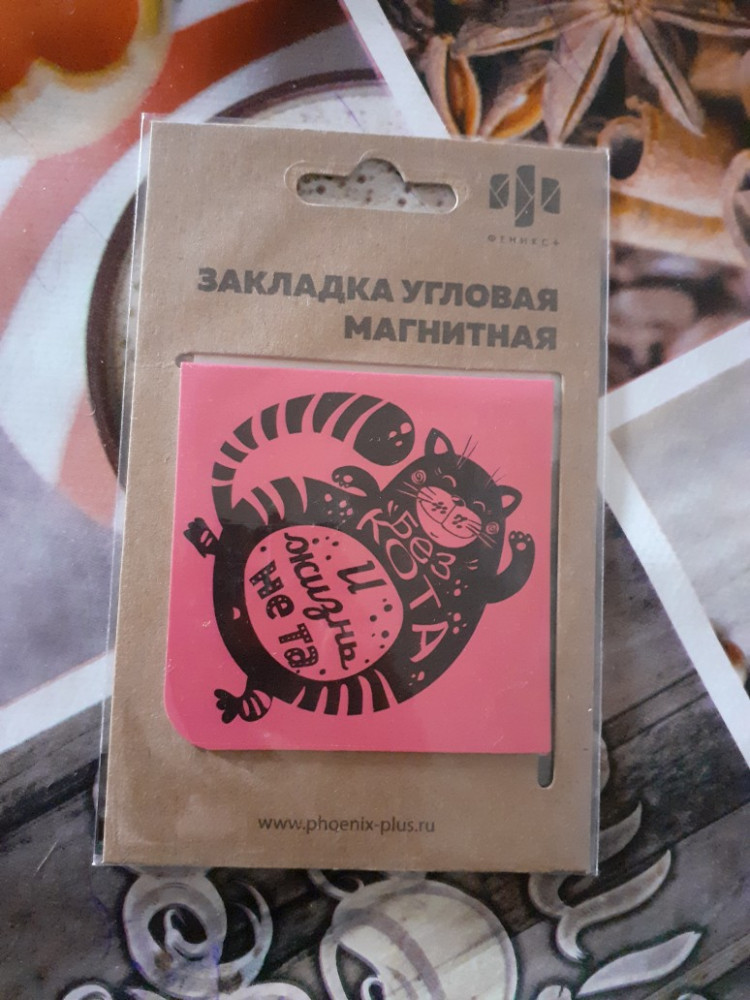 ФЕНИКС+
ЗАКЛАДКА УГЛОВАЯ
МАГНИТНАЯ
БЕЗ
КОТА
И
жизнь
не та
www.phoenix-plus.ru